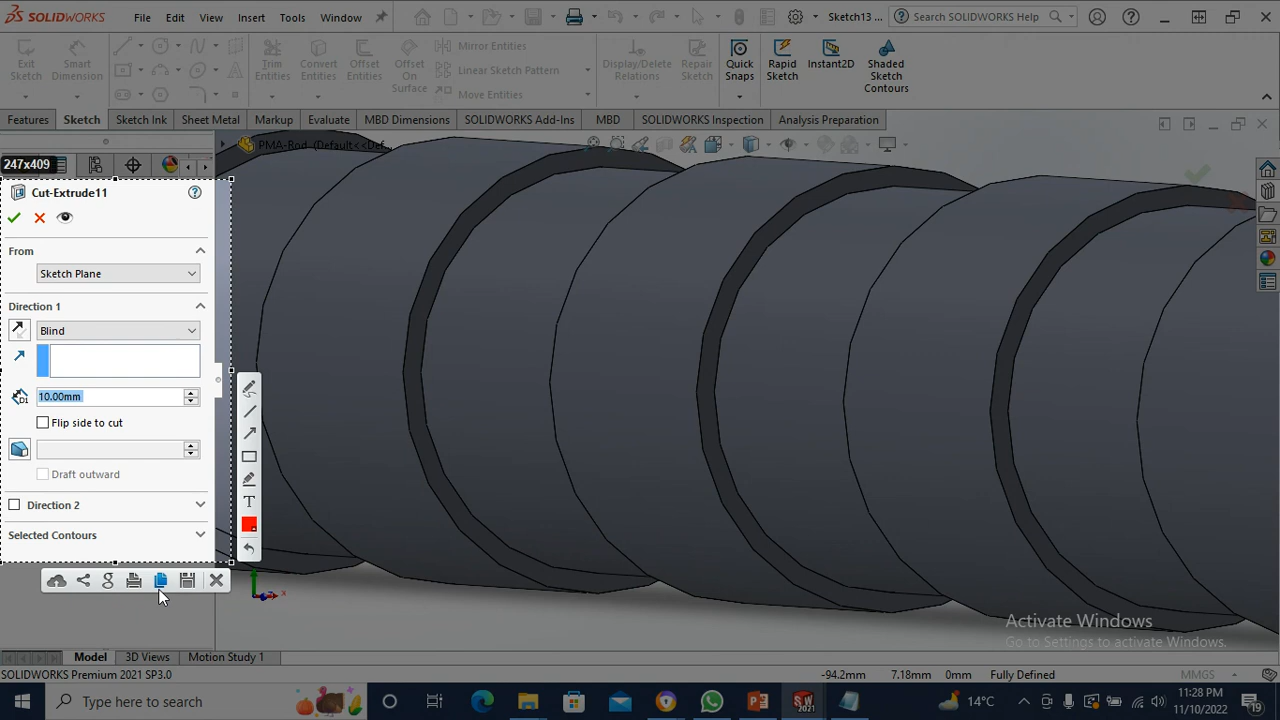 SOLIDWORKS File Edit View Insert Tools Window Sketch13 ... Search SOLIDWORKS Help
Exit Sketch Smart Dimension Trim Entities Convert Entities Offset Entities Offset On Surface Mirror Entities Linear Sketch Pattern Move Entities Display/Delete Relations Repair Sketch Quick Snaps Rapid Sketch Instant2D Shaded Sketch Contours
Features Sketch Sketch Ink Sheet Metal Markup Evaluate MBD Dimensions SOLIDWORKS Add-Ins MBD SOLIDWORKS Inspection Analysis Preparation
PMA-Rod (Default<<Def...
247x409
Cut-Extrude11
From
Sketch Plane
Direction 1
Blind
10.00mm
Flip side to cut
Draft outward
Direction 2
Selected Contours
T
g
x
Activate Windows
Go to Settings to activate Windows.
Model 3D Views Motion Study 1
SOLIDWORKS Premium 2021 SP3.0 -94.2mm 7.18mm 0mm Fully Defined MMGS
Type here to search 14°C 11:28 PM
11/10/2022 19